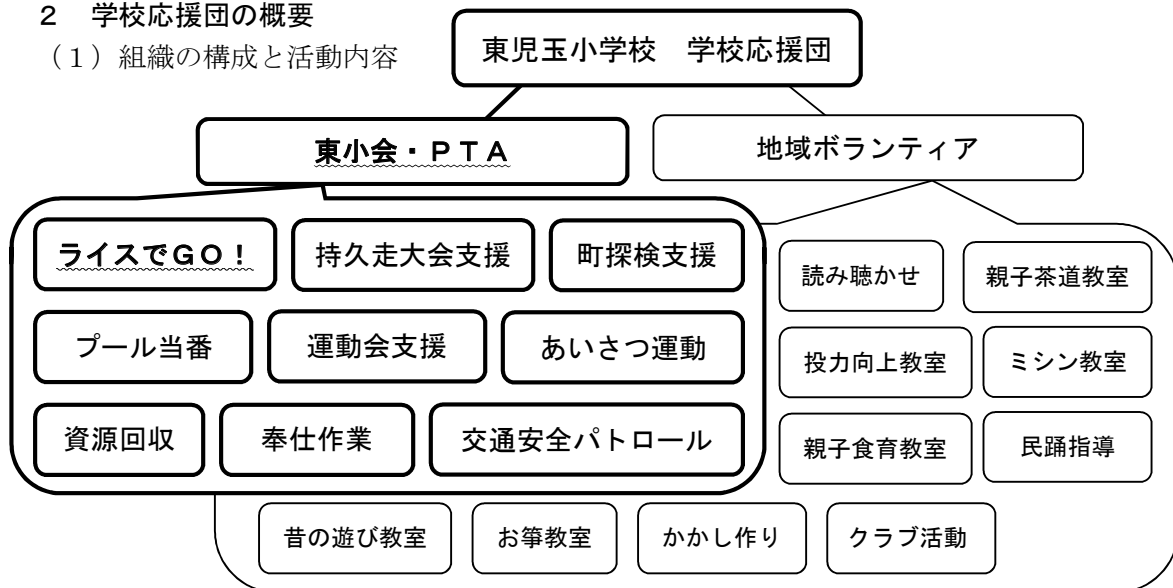 2　学校応援団の概要
（１）組織の構成と活動内容
東児玉小学校　学校応援団
東小会・ＰＴＡ
地域ボランティア
ライスでＧＯ！
持久走大会支援
町探検支援
読み聴かせ
親子茶道教室
プール当番
運動会支援
あいさつ運動
投力向上教室
ミシン教室
資源回収
奉仕作業
交通安全パトロール
親子食育教室
民踊指導
昔の遊び教室
お箏教室
かかし作り
クラブ活動